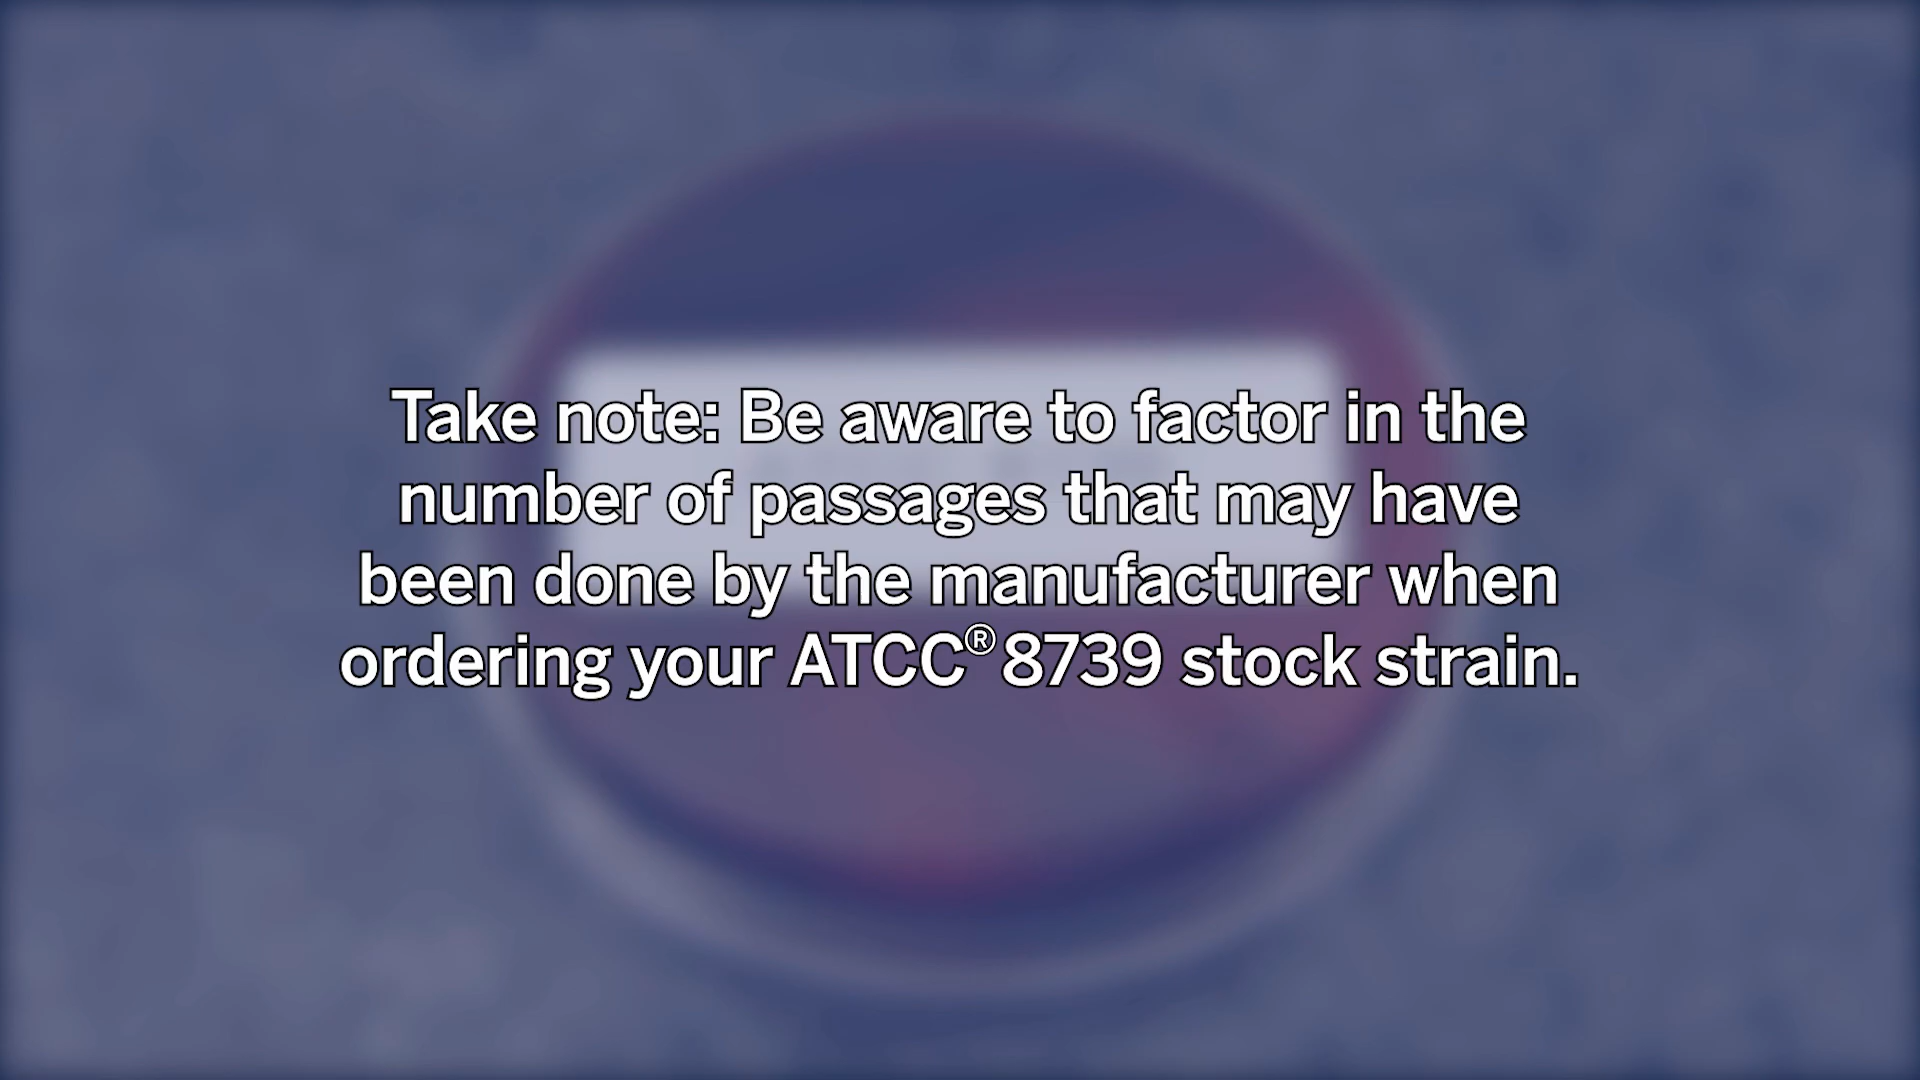 Take note: Be aware to factor in the
number of passages that may have
been done by the manufacturer when
ordering your ATCC® 8739 stock strain.